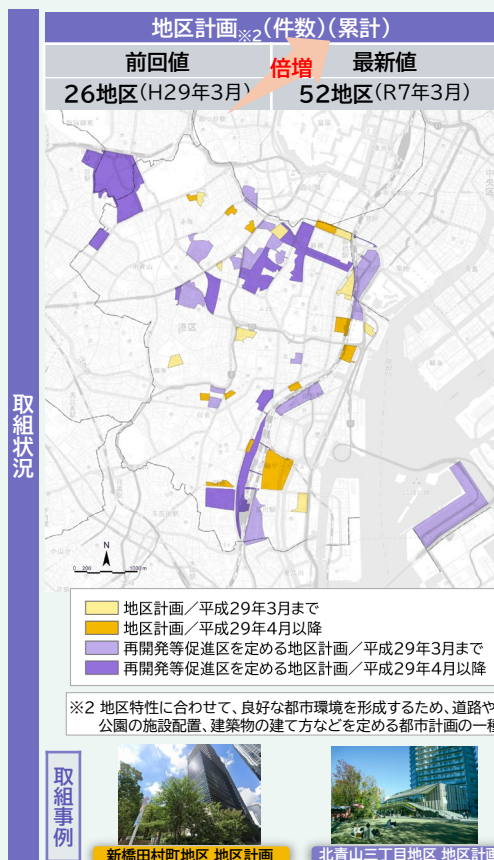 地区計画※2(件数)(累計)
前回値
倍増
最新値
26地区(H29年3月)
52地区(R7年3月)
取組状況
中央区
港区
N
0 200 1000m
地区計画/平成29年3月まで
地区計画/平成29年4月以降
再開発等促進区を定める地区計画/平成29年3月まで
再開発等促進区を定める地区計画/平成29年4月以降
※2 地区特性に合わせて、良好な都市環境を形成するため、道路や
公園の施設配置、建築物の建て方などを定める都市計画の一種
取組事例
新橋田村町地区 地区計画
北青山三丁目地区 地区計画